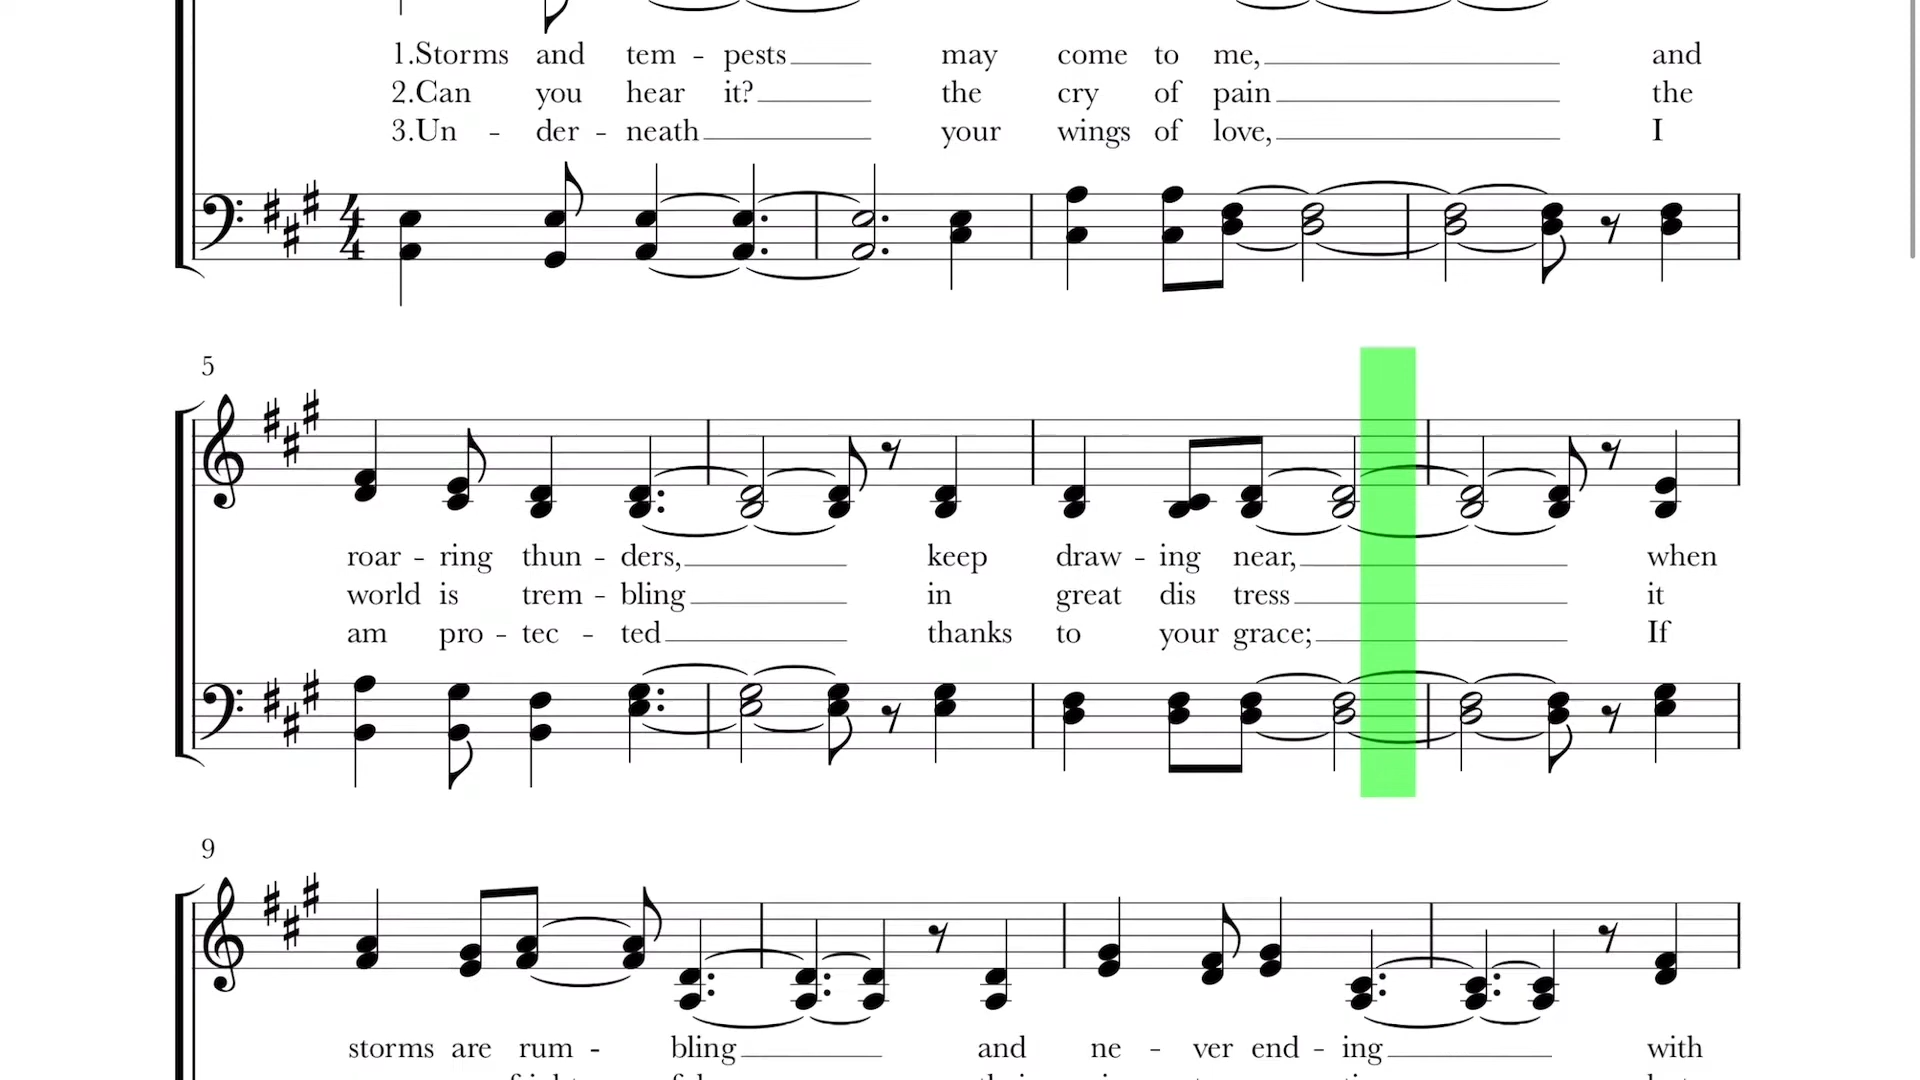 1.Storms and tem - pests may come to me, and
2.Can you hear it? the cry of pain the
3.Un - der - neath your wings of love, I
4
4
5
roar - ring thun - ders, keep draw - ing near, when
world is trem - bling in great dis tress it
am pro - tec - ted thanks to your grace; If
9
storms are rum - bling and ne - ver end - ing with